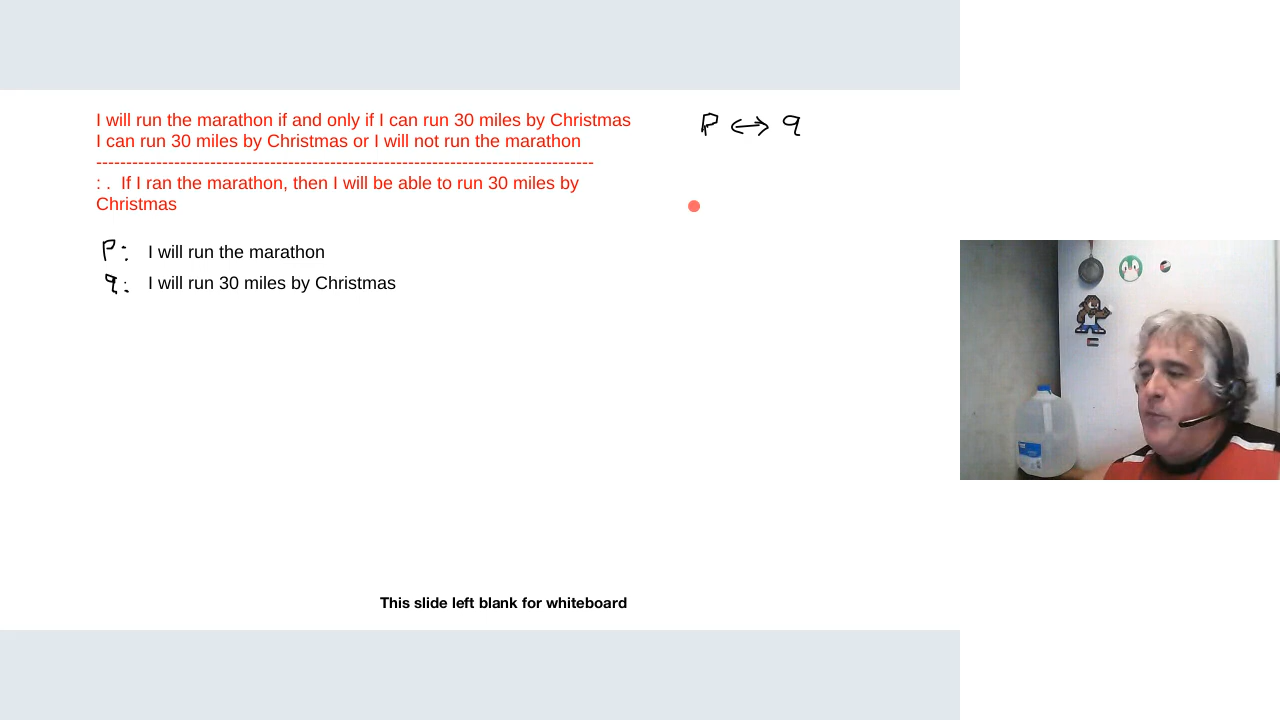 I will run the marathon if and only if I can run 30 miles by Christmas
I can run 30 miles by Christmas or I will not run the marathon
-----------------------------------------------------------------------------------
: .  If I ran the marathon, then I will be able to run 30 miles by
Christmas
P ↔ q
P: I will run the marathon
q: I will run 30 miles by Christmas
This slide left blank for whiteboard